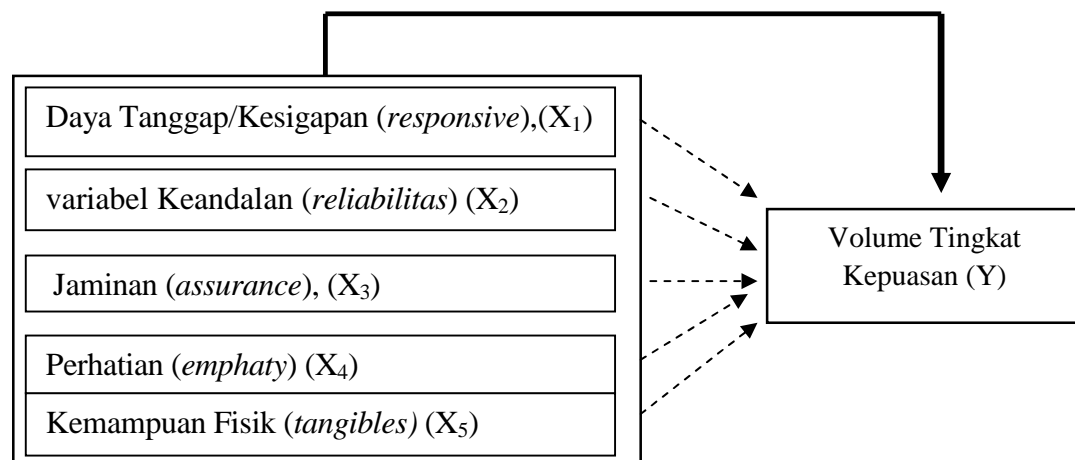 Daya Tanggap/Kesigapan (responsive),(X₁)
variabel Keandalan (reliabilitas) (X₂)
Jaminan (assurance), (X₃)
Perhatian (emphaty) (X₄)
Kemampuan Fisik (tangibles) (X₅)
Volume Tingkat
Kepuasan (Y)